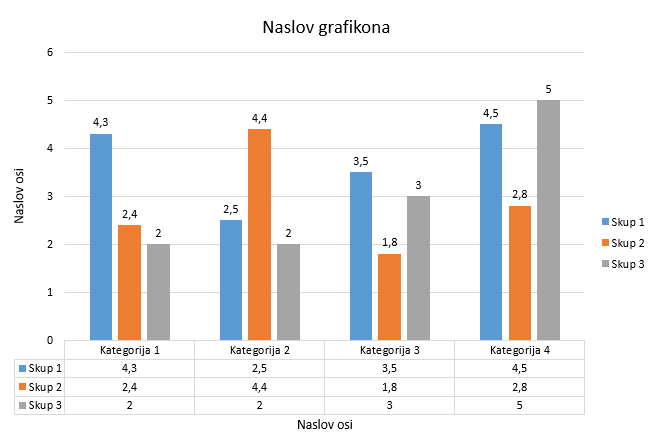 Naslov grafikona
6
5
4
3
2
1
0
Naslov osi
4,3
2,4
2
2,5
4,4
2
3,5
1,8
3
4,5
2,8
5
Skup 1
Skup 2
Skup 3
Kategorija 1 Kategorija 2 Kategorija 3 Kategorija 4
Skup 1 4,3 2,5 3,5 4,5
Skup 2 2,4 4,4 1,8 2,8
Skup 3 2 2 3 5
Naslov osi